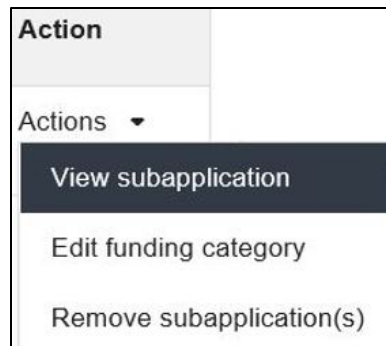 Action
Actions
View subapplication
Edit funding category
Remove subapplication(s)